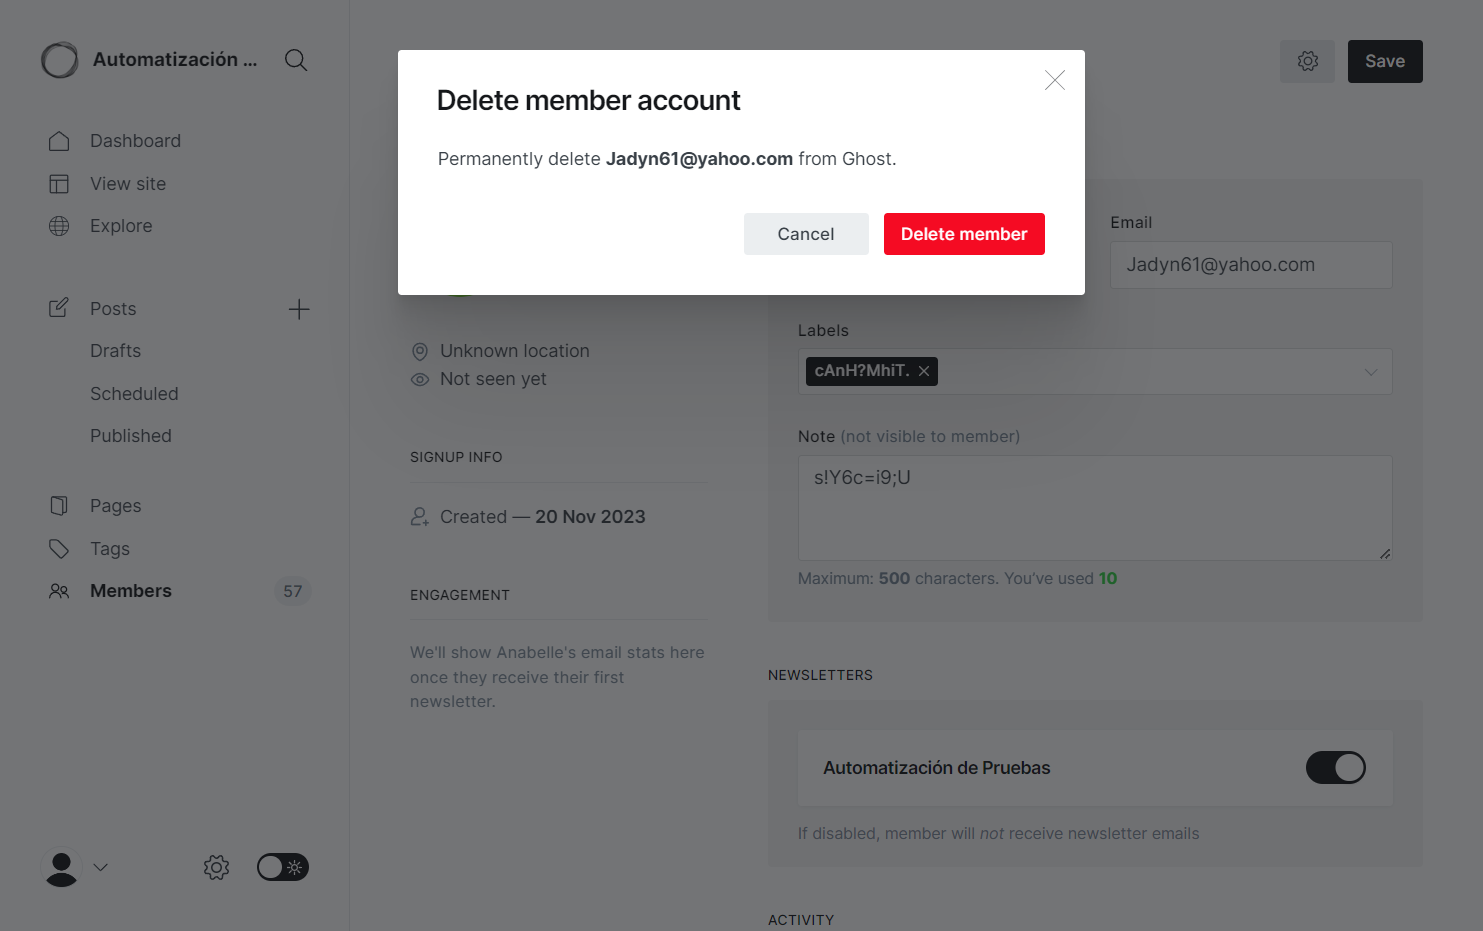 Automatización ...
Dashboard
View site
Explore
Posts
Drafts
Scheduled
Published
Pages
Tags
Members
57
Save
Delete member account
Permanently delete Jadyn61@yahoo.com from Ghost.
Cancel
Delete member
Unknown location
Not seen yet
SIGNUP INFO
Created — 20 Nov 2023
ENGAGEMENT
We'll show Anabelle's email stats here
once they receive their first
newsletter.
Email
Jadyn61@yahoo.com
Labels
cAnH?MhiT.
Note (not visible to member)
s!Y6c=i9;U
Maximum: 500 characters. You've used 10
NEWSLETTERS
Automatización de Pruebas
If disabled, member will not receive newsletter emails
ACTIVITY